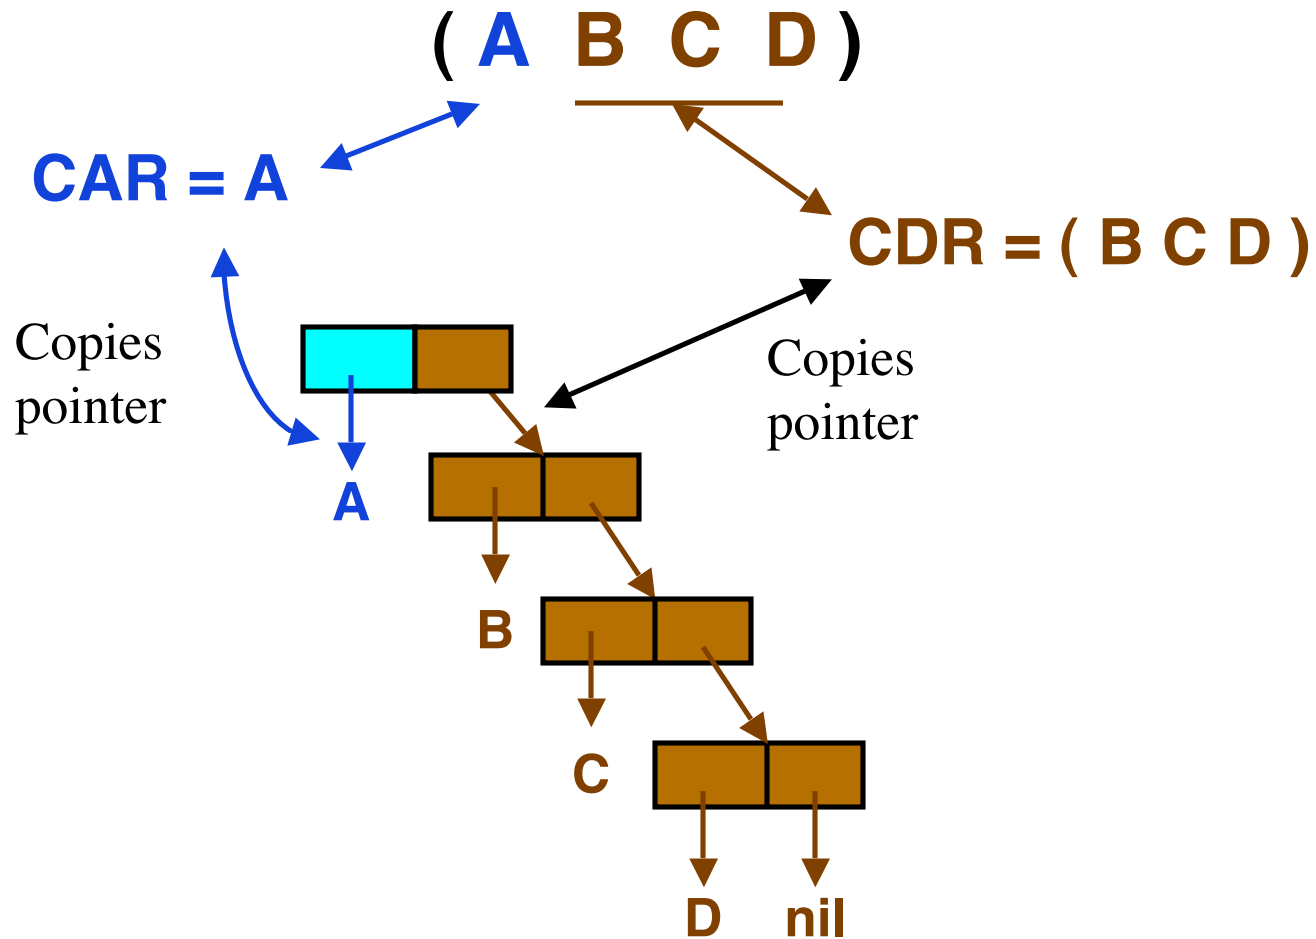 ( A B C D )
CAR = A
CDR = ( B C D )
Copies
pointer
Copies
pointer
A
B
C
D
nil